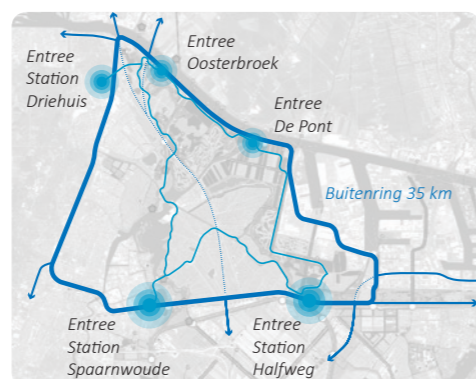 Entree
Oosterbroek
Entree
Station
Driehuis
Entree
De Pont
Buitenring 35 km
Entree
Station
Spaarnwoude
Entree
Station
Halfweg